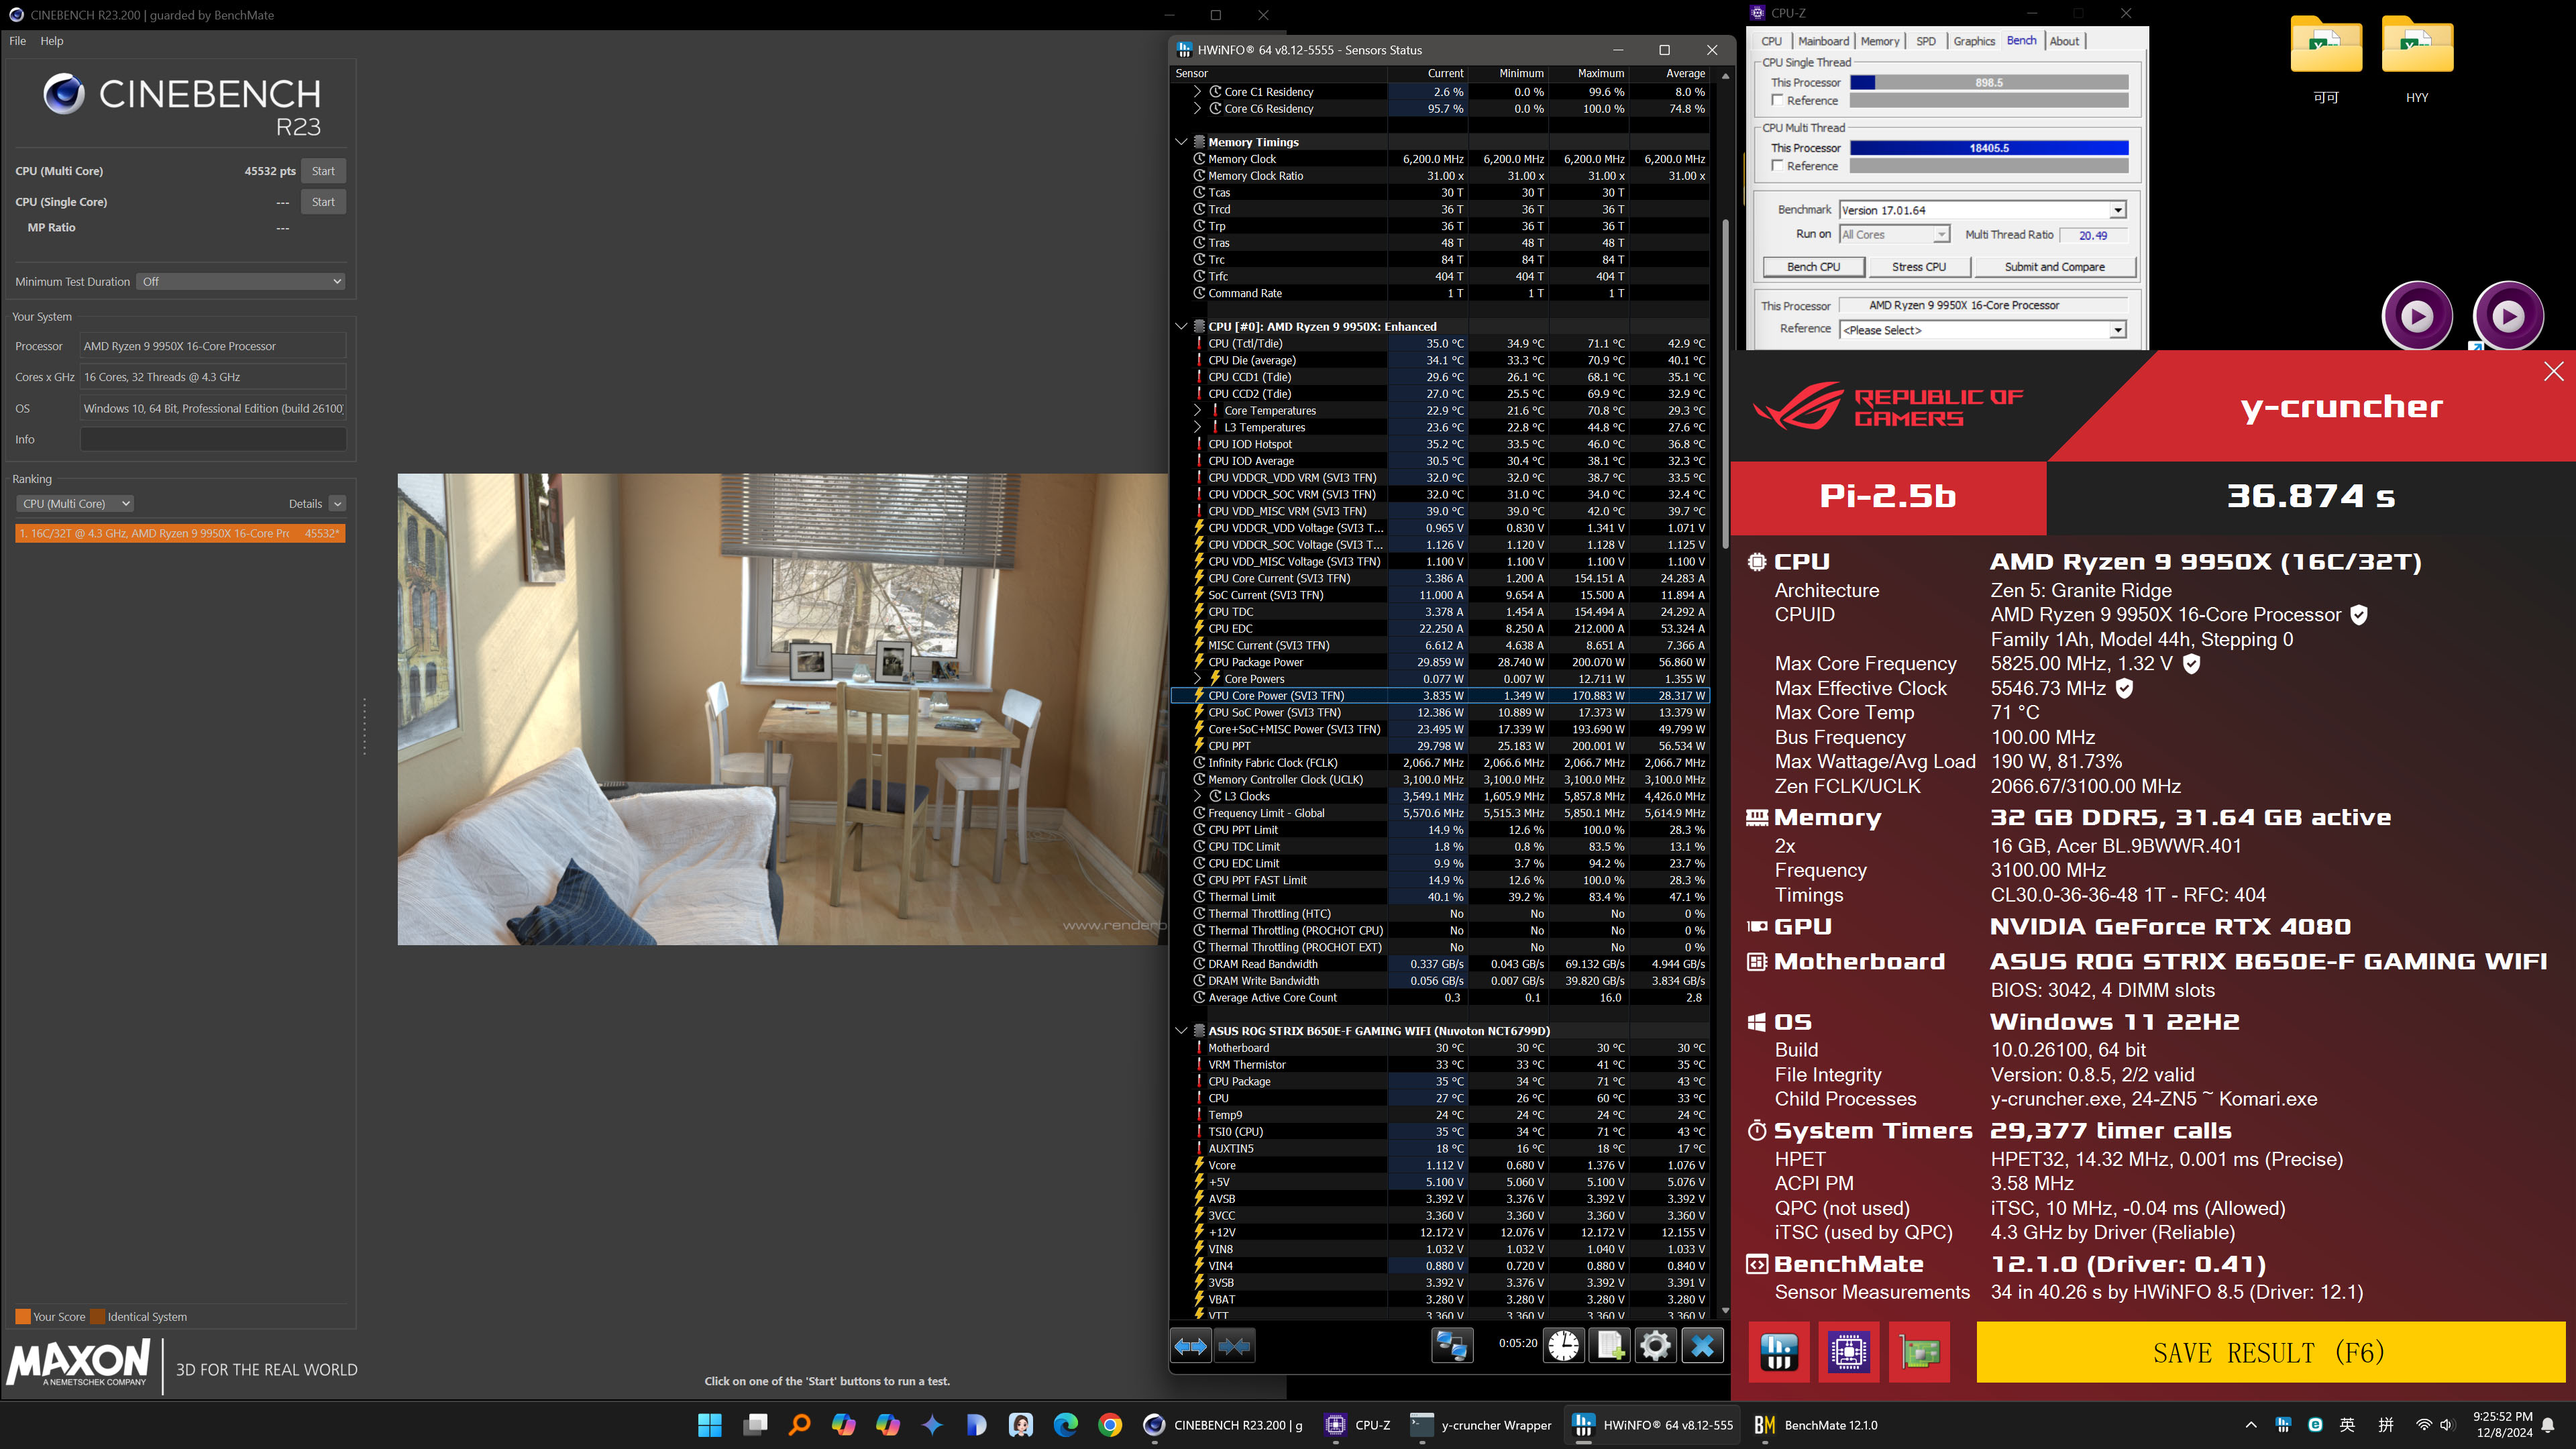 CINEBENCH R23.200 | guarded by BenchMate
File Help
CINEBENCH
R23
CPU (Multi Core) 45532 pts Start
CPU (Single Core) --- Start
MP Ratio ---
Minimum Test Duration Off
Your System
Processor AMD Ryzen 9 9950X 16-Core Processor
Cores x GHz 16 Cores, 32 Threads @ 4.3 GHz
OS Windows 10, 64 Bit, Professional Edition (build 26100)
Info
Ranking
CPU (Multi Core) Details
1. 16C/32T @ 4.3 GHz, AMD Ryzen 9 9950X 16-Core Prc 45532*
Your Score Identical System
MAXON
A NEMETSCHEK COMPANY
3D FOR THE REAL WORLD
www.renderp
Click on one of the 'Start' buttons to run a test.
HWiNFO® 64 v8.12-5555 - Sensors Status
Sensor Current Minimum Maximum Average
Core C1 Residency 2.6 % 0.0 % 99.6 % 8.0 %
Core C6 Residency 95.7 % 0.0 % 100.0 % 74.8 %
Memory Timings
Memory Clock 6,200.0 MHz 6,200.0 MHz 6,200.0 MHz 6,200.0 MHz
Memory Clock Ratio 31.00 x 31.00 x 31.00 x 31.00 x
Tcas 30 T 30 T 30 T
Trcd 36 T 36 T 36 T
Trp 36 T 36 T 36 T
Tras 48 T 48 T 48 T
Trc 84 T 84 T 84 T
Trfc 404 T 404 T 404 T
Command Rate 1 T 1 T 1 T
CPU [#0]: AMD Ryzen 9 9950X: Enhanced
CPU (Tctl/Tdie) 35.0 °C 34.9 °C 71.1 °C 42.9 °C
CPU Die (average) 34.1 °C 33.3 °C 70.9 °C 40.1 °C
CPU CCD1 (Tdie) 29.6 °C 26.1 °C 68.1 °C 35.1 °C
CPU CCD2 (Tdie) 27.0 °C 25.5 °C 69.9 °C 32.9 °C
Core Temperatures 22.9 °C 21.6 °C 70.8 °C 29.3 °C
L3 Temperatures 23.6 °C 22.8 °C 44.8 °C 27.6 °C
CPU IOD Hotspot 35.2 °C 33.5 °C 46.0 °C 36.8 °C
CPU IOD Average 30.5 °C 30.4 °C 38.1 °C 32.3 °C
CPU VDDCR_VDD VRM (SVI3 TFN) 32.0 °C 32.0 °C 38.7 °C 33.5 °C
CPU VDDCR_SOC VRM (SVI3 TFN) 32.0 °C 31.0 °C 34.0 °C 32.4 °C
CPU VDD_MISC VRM (SVI3 TFN) 39.0 °C 39.0 °C 42.0 °C 39.7 °C
CPU VDDCR_VDD Voltage (SVI3 T... 0.965 V 0.830 V 1.341 V 1.071 V
CPU VDDCR_SOC Voltage (SVI3 T... 1.126 V 1.120 V 1.128 V 1.125 V
CPU VDD_MISC Voltage (SVI3 TFN) 1.100 V 1.100 V 1.100 V 1.100 V
CPU Core Current (SVI3 TFN) 3.386 A 1.200 A 154.151 A 24.283 A
SoC Current (SVI3 TFN) 11.000 A 9.654 A 15.500 A 11.894 A
CPU TDC 3.378 A 1.454 A 154.494 A 24.292 A
CPU EDC 22.250 A 8.250 A 212.000 A 53.324 A
MISC Current (SVI3 TFN) 6.612 A 4.638 A 8.651 A 7.366 A
CPU Package Power 29.859 W 28.740 W 200.070 W 56.860 W
Core Powers 0.077 W 0.007 W 12.711 W 1.355 W
CPU Core Power (SVI3 TFN) 3.835 W 1.349 W 170.883 W 28.317 W
CPU SoC Power (SVI3 TFN) 12.386 W 10.889 W 17.373 W 13.379 W
Core+SoC+MISC Power (SVI3 TFN) 23.495 W 17.339 W 193.690 W 49.799 W
CPU PPT 29.798 W 25.183 W 200.001 W 56.534 W
Infinity Fabric Clock (FCLK) 2,066.7 MHz 2,066.6 MHz 2,066.7 MHz 2,066.7 MHz
Memory Controller Clock (UCLK) 3,100.0 MHz 3,100.0 MHz 3,100.0 MHz 3,100.0 MHz
L3 Clocks 3,549.1 MHz 1,605.9 MHz 5,857.8 MHz 4,426.0 MHz
Frequency Limit - Global 5,570.6 MHz 5,515.3 MHz 5,850.1 MHz 5,614.9 MHz
CPU PPT Limit 14.9 % 12.6 % 100.0 % 28.3 %
CPU TDC Limit 1.8 % 0.8 % 83.5 % 13.1 %
CPU EDC Limit 9.9 % 3.7 % 94.2 % 23.7 %
CPU PPT FAST Limit 14.9 % 12.6 % 100.0 % 28.3 %
Thermal Limit 40.1 % 39.2 % 83.4 % 47.1 %
Thermal Throttling (HTC) No No No 0 %
Thermal Throttling (PROCHOT CPU) No No No 0 %
Thermal Throttling (PROCHOT EXT) No No No 0 %
DRAM Read Bandwidth 0.337 GB/s 0.043 GB/s 69.132 GB/s 4.944 GB/s
DRAM Write Bandwidth 0.056 GB/s 0.007 GB/s 39.820 GB/s 3.834 GB/s
Average Active Core Count 0.3 0.1 16.0 2.8
ASUS ROG STRIX B650E-F GAMING WIFI (Nuvoton NCT6799D)
Motherboard 30 °C 30 °C 30 °C 30 °C
VRM Thermistor 33 °C 33 °C 41 °C 35 °C
CPU Package 35 °C 34 °C 71 °C 43 °C
CPU 27 °C 26 °C 60 °C 33 °C
Temp9 24 °C 24 °C 24 °C 24 °C
TSI0 (CPU) 35 °C 34 °C 71 °C 43 °C
AUXTIN5 18 °C 16 °C 18 °C 17 °C
Vcore 1.112 V 0.680 V 1.376 V 1.076 V
+5V 5.100 V 5.060 V 5.100 V 5.076 V
AVSB 3.392 V 3.376 V 3.392 V 3.392 V
3VCC 3.360 V 3.360 V 3.360 V 3.360 V
+12V 12.172 V 12.076 V 12.172 V 12.155 V
VIN8 1.032 V 1.032 V 1.040 V 1.033 V
VIN4 0.880 V 0.720 V 0.880 V 0.840 V
3VSB 3.392 V 3.376 V 3.392 V 3.391 V
VBAT 3.280 V 3.280 V 3.280 V 3.280 V
VTT 3.360 V 3.360 V 3.360 V 3.360 V
0:05:20
CPU-Z
CPU Mainboard Memory SPD Graphics Bench About
CPU Single Thread
This Processor 898.5
Reference
CPU Multi Thread
This Processor 18405.5
Reference
Benchmark Version 17.01.64
Run on All Cores Multi Thread Ratio 20.49
Bench CPU Stress CPU Submit and Compare
This Processor AMD Ryzen 9 9950X 16-Core Processor
Reference <Please Select>
可可 HYY
REPUBLIC OF
GAMERS
y-cruncher
Pi-2.5b 36.874 s
CPU AMD Ryzen 9 9950X (16C/32T)
Architecture Zen 5: Granite Ridge
CPUID AMD Ryzen 9 9950X 16-Core Processor
Family 1Ah, Model 44h, Stepping 0
Max Core Frequency 5825.00 MHz, 1.32 V
Max Effective Clock 5546.73 MHz
Max Core Temp 71 °C
Bus Frequency 100.00 MHz
Max Wattage/Avg Load 190 W, 81.73%
Zen FCLK/UCLK 2066.67/3100.00 MHz
Memory 32 GB DDR5, 31.64 GB active
2x 16 GB, Acer BL.9BWWR.401
Frequency 3100.00 MHz
Timings CL30.0-36-36-48 1T - RFC: 404
GPU NVIDIA GeForce RTX 4080
Motherboard ASUS ROG STRIX B650E-F GAMING WIFI
BIOS: 3042, 4 DIMM slots
OS Windows 11 22H2
Build 10.0.26100, 64 bit
File Integrity Version: 0.8.5, 2/2 valid
Child Processes y-cruncher.exe, 24-ZN5 ~ Komari.exe
System Timers 29,377 timer calls
HPET HPET32, 14.32 MHz, 0.001 ms (Precise)
ACPI PM 3.58 MHz
QPC (not used) iTSC, 10 MHz, -0.04 ms (Allowed)
iTSC (used by QPC) 4.3 GHz by Driver (Reliable)
BenchMate 12.1.0 (Driver: 0.41)
Sensor Measurements 34 in 40.26 s by HWiNFO 8.5 (Driver: 12.1)
SAVE RESULT (F6)
CINEBENCH R23.200 | g CPU-Z y-cruncher Wrapper HWiNFO® 64 v8.12-555 BM BenchMate 12.1.0
英 拼 9:25:52 PM
12/8/2024